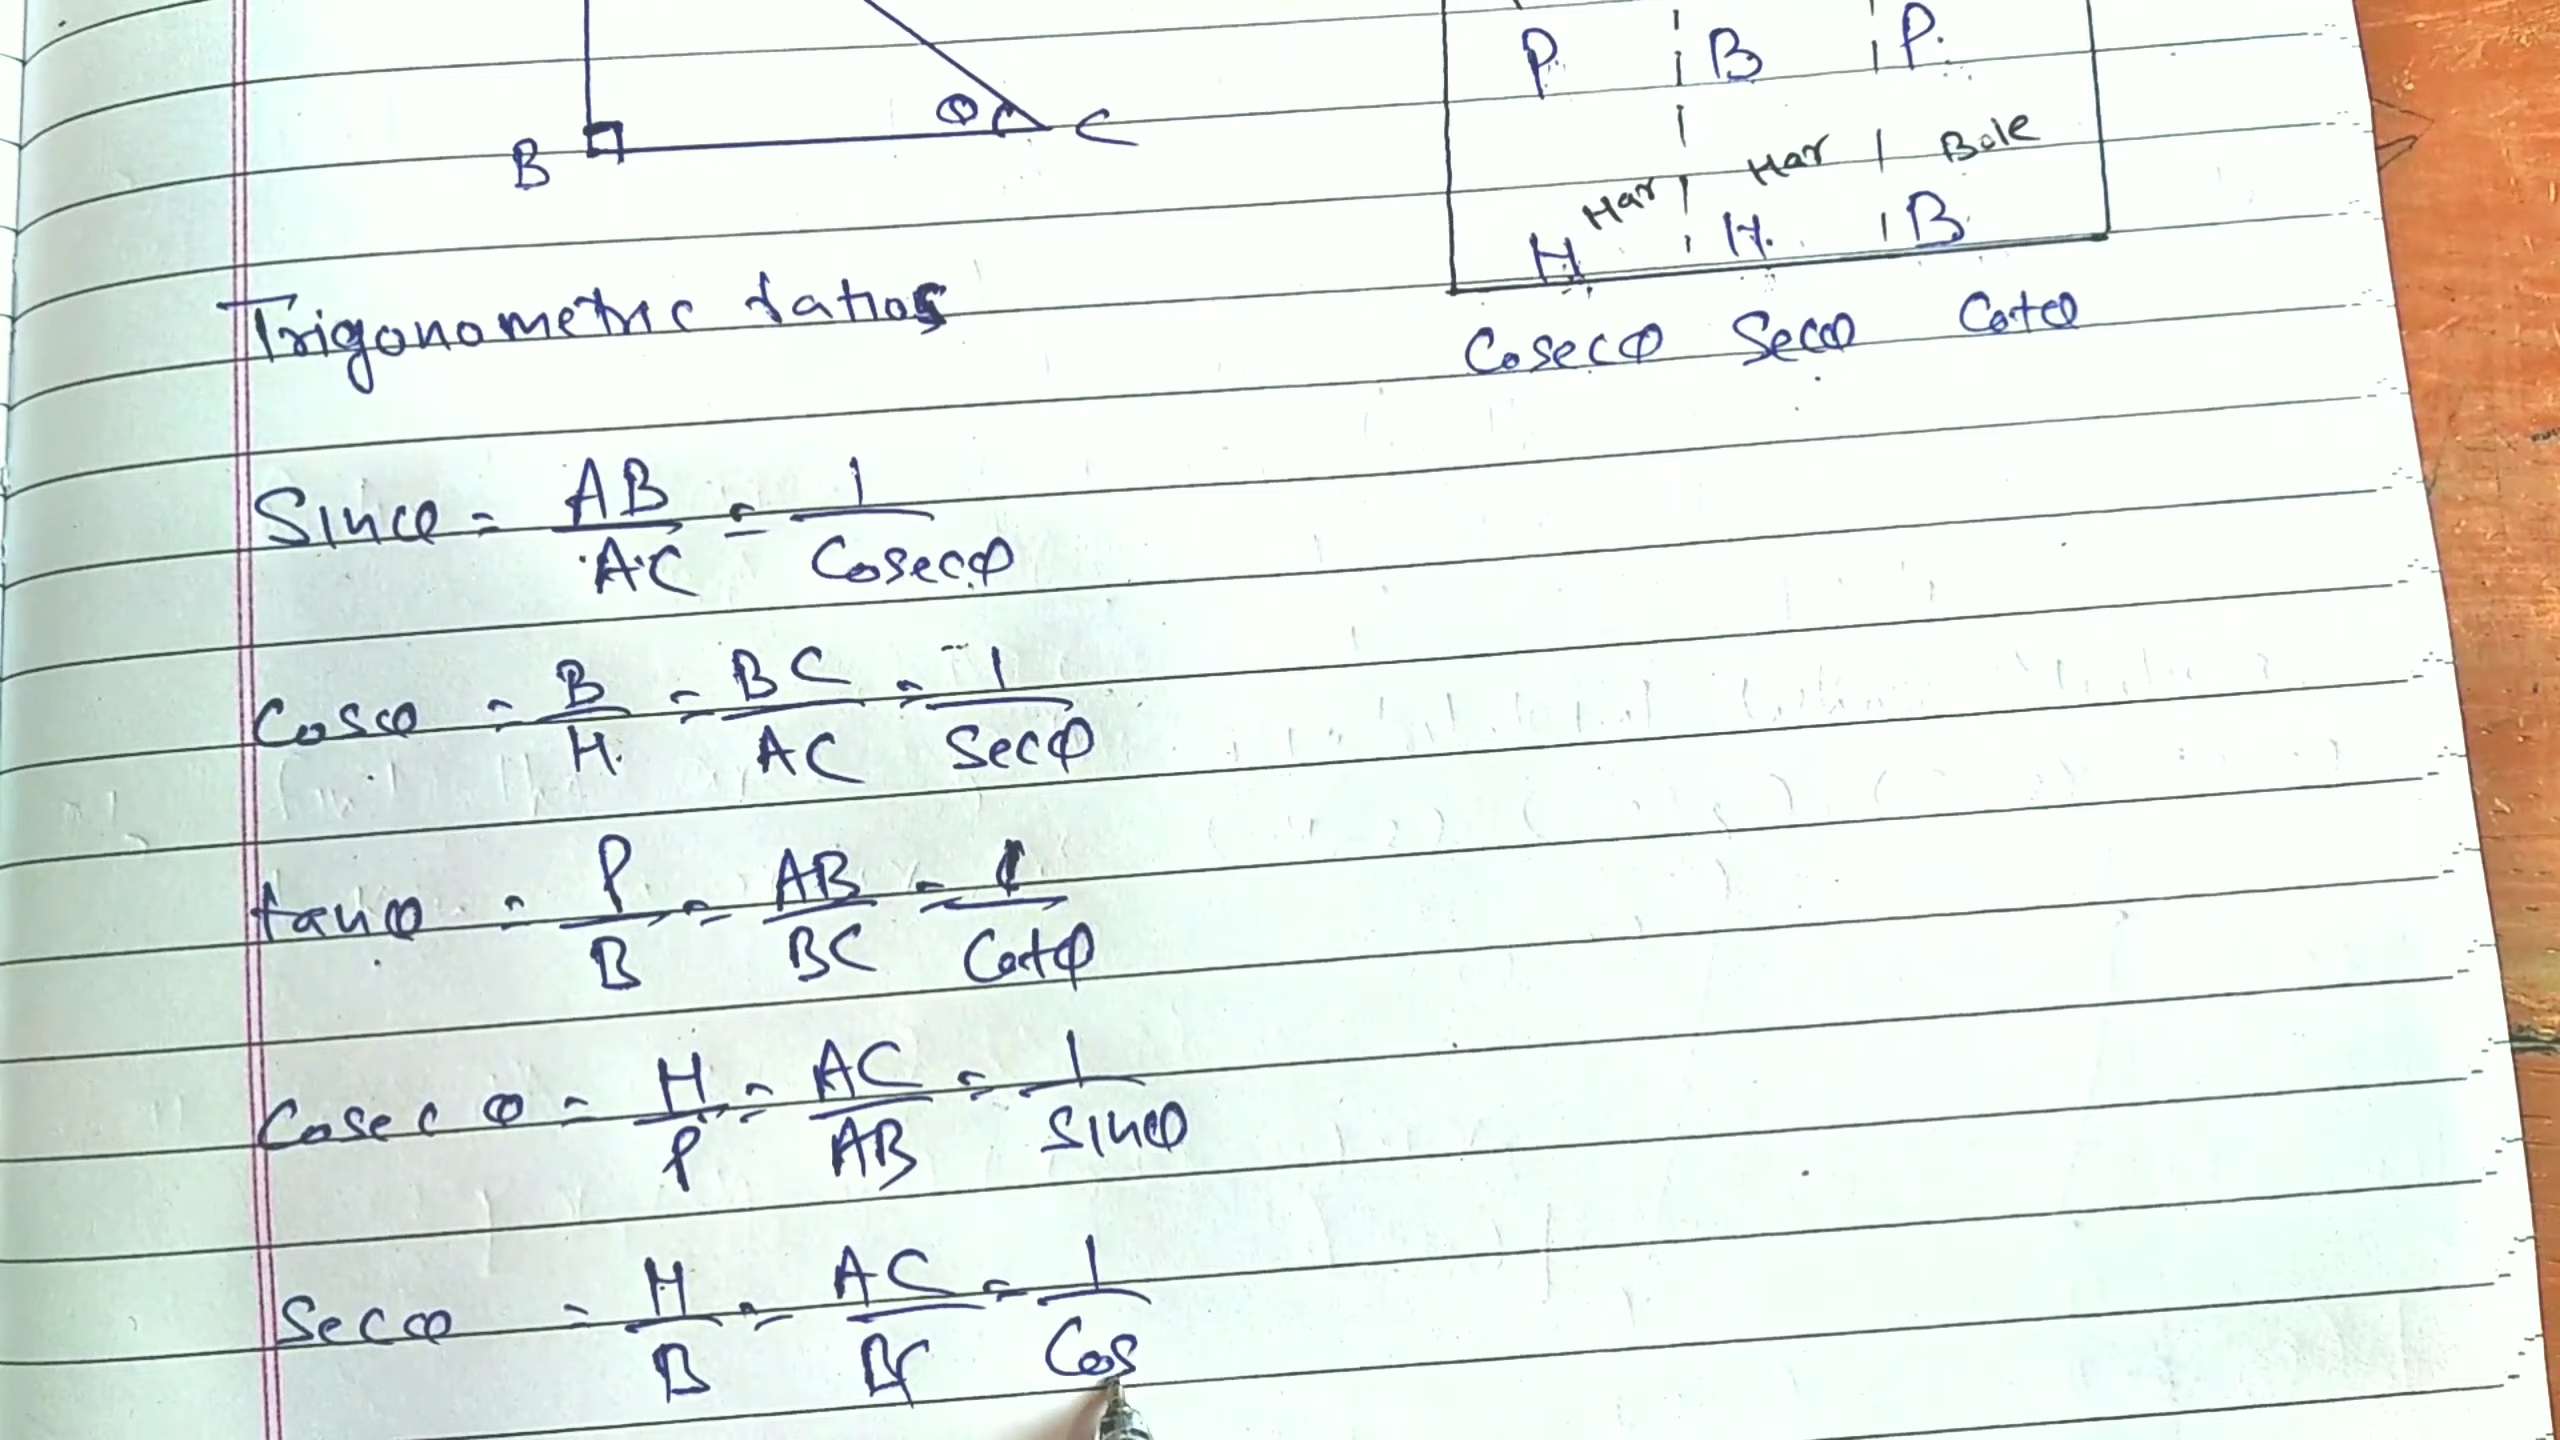 P | B | P.
Har | Har | Bole
H | H. | B
B θ C
Cosecθ Secθ Cotθ
Trigonometric ratios
Sinθ = AB/AC = 1/Cosecθ
Cosθ = B/H = BC/AC = 1/Secθ
tanθ = P/B = AB/BC = 1/Cotθ
Cosec θ = H/P = AC/AB = 1/sinθ
Secθ = H/B = AC/BC = 1/Cos